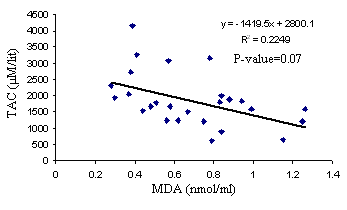 4500
4000
3500
3000
2500
2000
1500
1000
500
0
TAC (µM/lit)
y = -1419.5x + 2800.1
R² = 0.2249
P-value=0.07
0 0.2 0.4 0.6 0.8 1 1.2 1.4
MDA (nmol/ml)